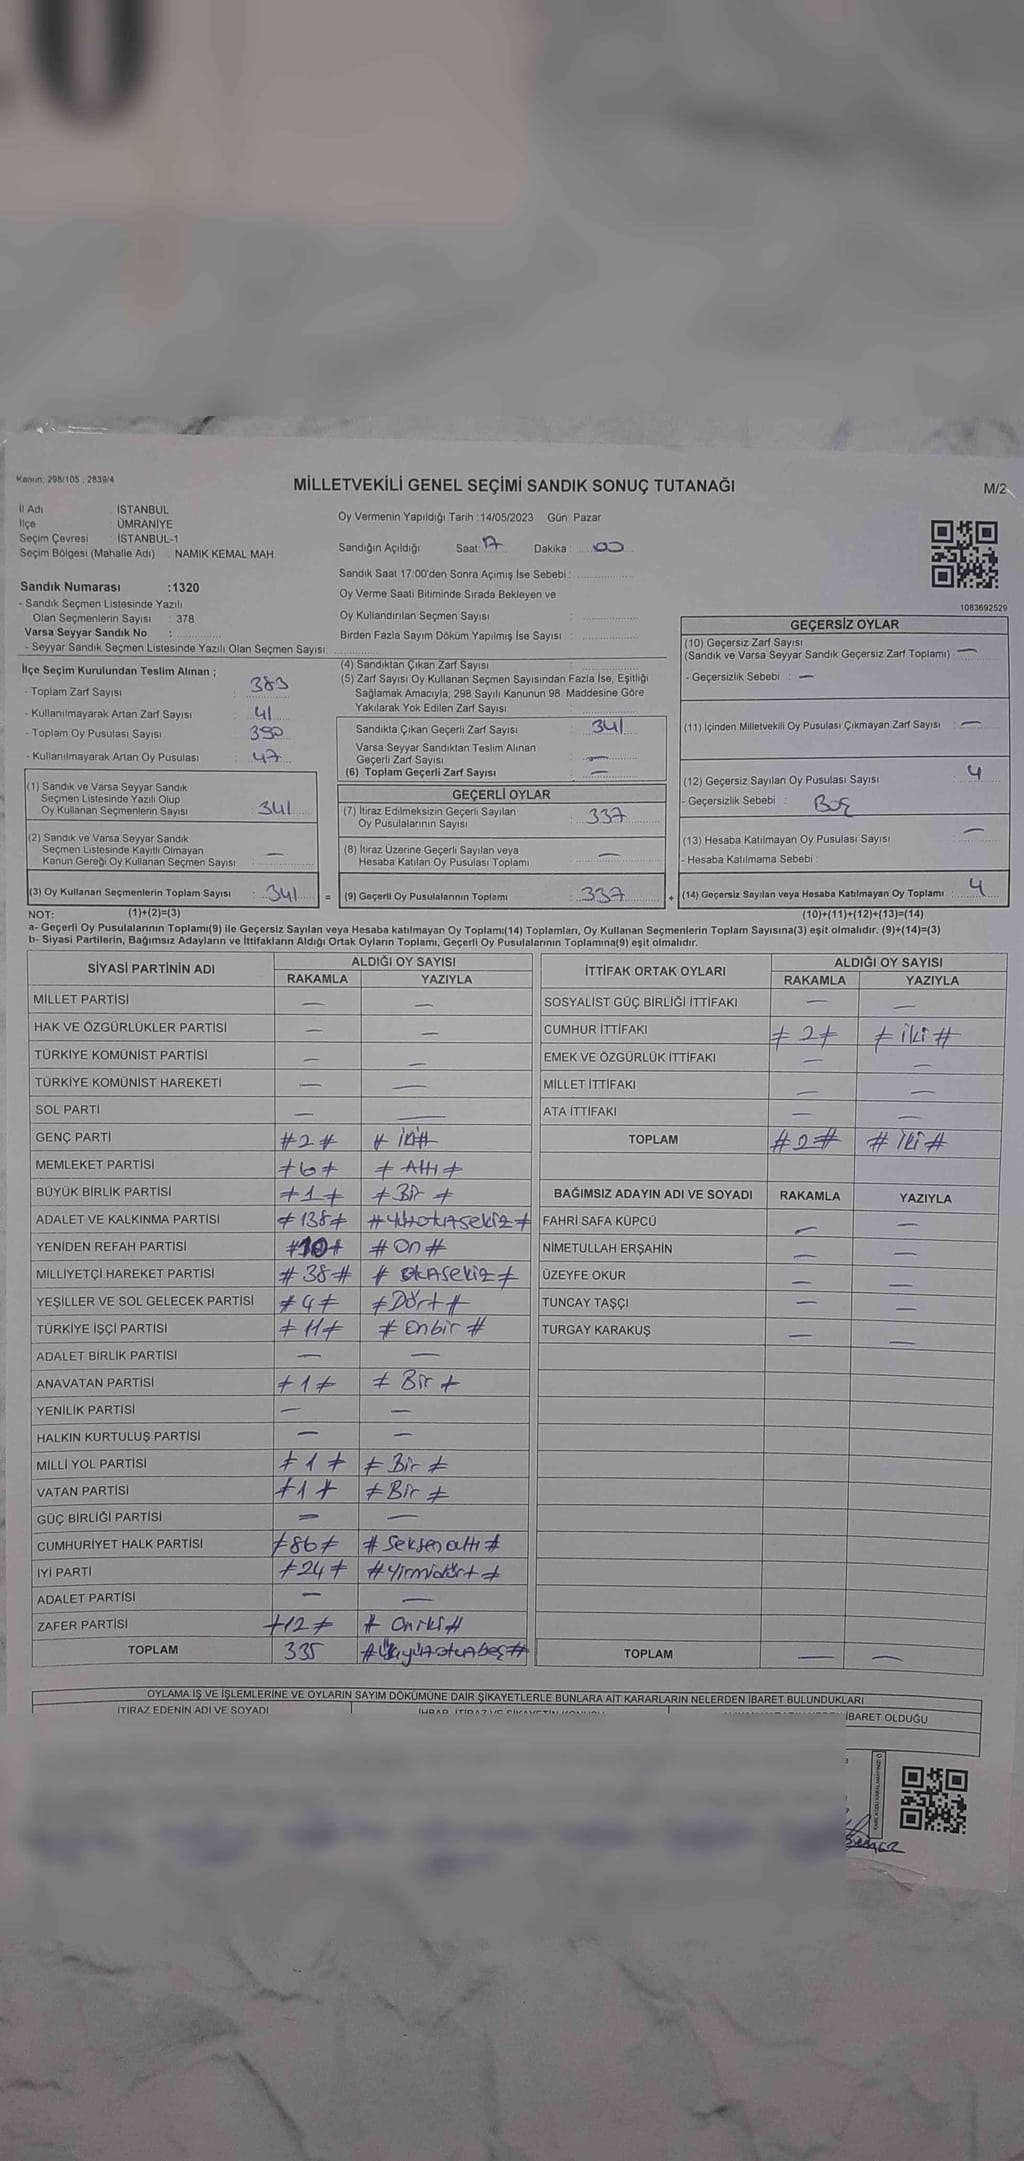 Kanun; 298/105 , 2839/4
MİLLETVEKİLİ GENEL SEÇİMİ SANDIK SONUÇ TUTANAĞI
M/2
İl Adı : İSTANBUL
İlçe : ÜMRANİYE
Seçim Çevresi : İSTANBUL-1
Seçim Bölgesi (Mahalle Adı) : NAMIK KEMAL MAH.
Oy Vermenin Yapıldığı Tarih :14/05/2023 Gün: Pazar
Sandığın Açıldığı Saat: 17 Dakika : 00
Sandık Saat 17:00'den Sonra Açımış İse Sebebi :
Oy Verme Saati Bitiminde Sırada Bekleyen ve
Oy Kullandırılan Seçmen Sayısı :
Birden Fazla Sayım Döküm Yapılmış İse Sayısı :
1083692529
Sandık Numarası :1320
- Sandık Seçmen Listesinde Yazılı
Olan Seçmenlerin Sayısı : 378
Varsa Seyyar Sandık No :
- Seyyar Sandık Seçmen Listesinde Yazılı Olan Seçmen Sayısı:
İlçe Seçim Kurulundan Teslim Alınan ;
- Toplam Zarf Sayısı : 383
- Kullanılmayarak Artan Zarf Sayısı : 41
- Toplam Oy Pusulası Sayısı : 390
- Kullanılmayarak Artan Oy Pusulası : 47
(4) Sandıktan Çıkan Zarf Sayısı :
(5) Zarf Sayısı Oy Kullanan Seçmen Sayısından Fazla İse, Eşitliği
Sağlamak Amacıyla; 298 Sayılı Kanunun 98. Maddesine Göre
Yakılarak Yok Edilen Zarf Sayısı :
Sandıkta Çıkan Geçerli Zarf Sayısı : 341
Varsa Seyyar Sandıktan Teslim Alınan
Geçerli Zarf Sayısı : —
(6) Toplam Geçerli Zarf Sayısı : —
GEÇERSİZ OYLAR
(10) Geçersiz Zarf Sayısı
(Sandık ve Varsa Seyyar Sandık Geçersiz Zarf Toplamı) : —
- Geçersizlik Sebebi : —
(11) İçinden Milletvekili Oy Pusulası Çıkmayan Zarf Sayısı : —
(12) Geçersiz Sayılan Oy Pusulası Sayısı : 4
- Geçersizlik Sebebi : Boş
(13) Hesaba Katılmayan Oy Pusulası Sayısı : —
- Hesaba Katılmama Sebebi :
(1) Sandık ve Varsa Seyyar Sandık
Seçmen Listesinde Yazılı Olup
Oy Kullanan Seçmenlerin Sayısı : 341
(2) Sandık ve Varsa Seyyar Sandık
Seçmen Listesinde Kayıtlı Olmayan
Kanun Gereği Oy Kullanan Seçmen Sayısı : —
GEÇERLİ OYLAR
(7) İtiraz Edilmeksizin Geçerli Sayılan
Oy Pusulalarının Sayısı : 337
(8) İtiraz Üzerine Geçerli Sayılan veya
Hesaba Katılan Oy Pusulası Toplamı : —
(3) Oy Kullanan Seçmenlerin Toplam Sayısı : 341 = (9) Geçerli Oy Pusulalarının Toplamı : 337 + (14) Geçersiz Sayılan veya Hesaba Katılmayan Oy Toplamı : 4
NOT: (1)+(2)=(3) (10)+(11)+(12)+(13)=(14)
a- Geçerli Oy Pusulalarının Toplamı(9) ile Geçersiz Sayılan veya Hesaba katılmayan Oy Toplamı(14) Toplamları, Oy Kullanan Seçmenlerin Toplam Sayısına(3) eşit olmalıdır. (9)+(14)=(3)
b- Siyasi Partilerin, Bağımsız Adayların ve İttifakların Aldığı Ortak Oyların Toplamı, Geçerli Oy Pusulalarının Toplamına(9) eşit olmalıdır.
SİYASİ PARTİNİN ADI ALDIĞI OY SAYISI
RAKAMLA YAZIYLA
MİLLET PARTİSİ — —
HAK VE ÖZGÜRLÜKLER PARTİSİ — —
TÜRKİYE KOMÜNİST PARTİSİ — —
TÜRKİYE KOMÜNİST HAREKETİ — —
SOL PARTİ — —
GENÇ PARTİ #2# # iki#
MEMLEKET PARTİSİ #6# # Altı #
BÜYÜK BİRLİK PARTİSİ #1# # Bir #
ADALET VE KALKINMA PARTİSİ #138# #Yüzotuzsekiz#
YENİDEN REFAH PARTİSİ #10# # On #
MİLLİYETÇİ HAREKET PARTİSİ # 38 # # otuzsekiz #
YEŞİLLER VE SOL GELECEK PARTİSİ #4# #Dört #
TÜRKİYE İŞÇİ PARTİSİ # 11 # # Onbir #
ADALET BİRLİK PARTİSİ — —
ANAVATAN PARTİSİ #1# # Bir #
YENİLİK PARTİSİ — —
HALKIN KURTULUŞ PARTİSİ — —
MİLLİ YOL PARTİSİ # 1 # # Bir #
VATAN PARTİSİ #1 # # Bir #
GÜÇ BİRLİĞİ PARTİSİ — —
CUMHURİYET HALK PARTİSİ #86# # Seksenaltı #
İYİ PARTİ #24# #Yirmidört #
ADALET PARTİSİ — —
ZAFER PARTİSİ #12# # Oniki#
TOPLAM 335 #Üçyüzotuzbeş#
İTTİFAK ORTAK OYLARI ALDIĞI OY SAYISI
RAKAMLA YAZIYLA
SOSYALİST GÜÇ BİRLİĞİ İTTİFAKI — —
CUMHUR İTTİFAKI # 2 # # iki #
EMEK VE ÖZGÜRLÜK İTTİFAKI — —
MİLLET İTTİFAKI — —
ATA İTTİFAKI — —
TOPLAM #2# # İki #
BAĞIMSIZ ADAYIN ADI VE SOYADI RAKAMLA YAZIYLA
FAHRİ SAFA KÜPCÜ — —
NİMETULLAH ERŞAHİN — —
ÜZEYFE OKUR — —
TUNCAY TAŞÇI — —
TURGAY KARAKUŞ — —
TOPLAM — —
OYLAMA İŞ VE İŞLEMLERİNE VE OYLARIN SAYIM DÖKÜMÜNE DAİR ŞİKAYETLERLE BUNLARA AİT KARARLARIN NELERDEN İBARET BULUNDUKLARI
İTİRAZ EDENİN ADI VE SOYADI
İBARET OLDUĞU